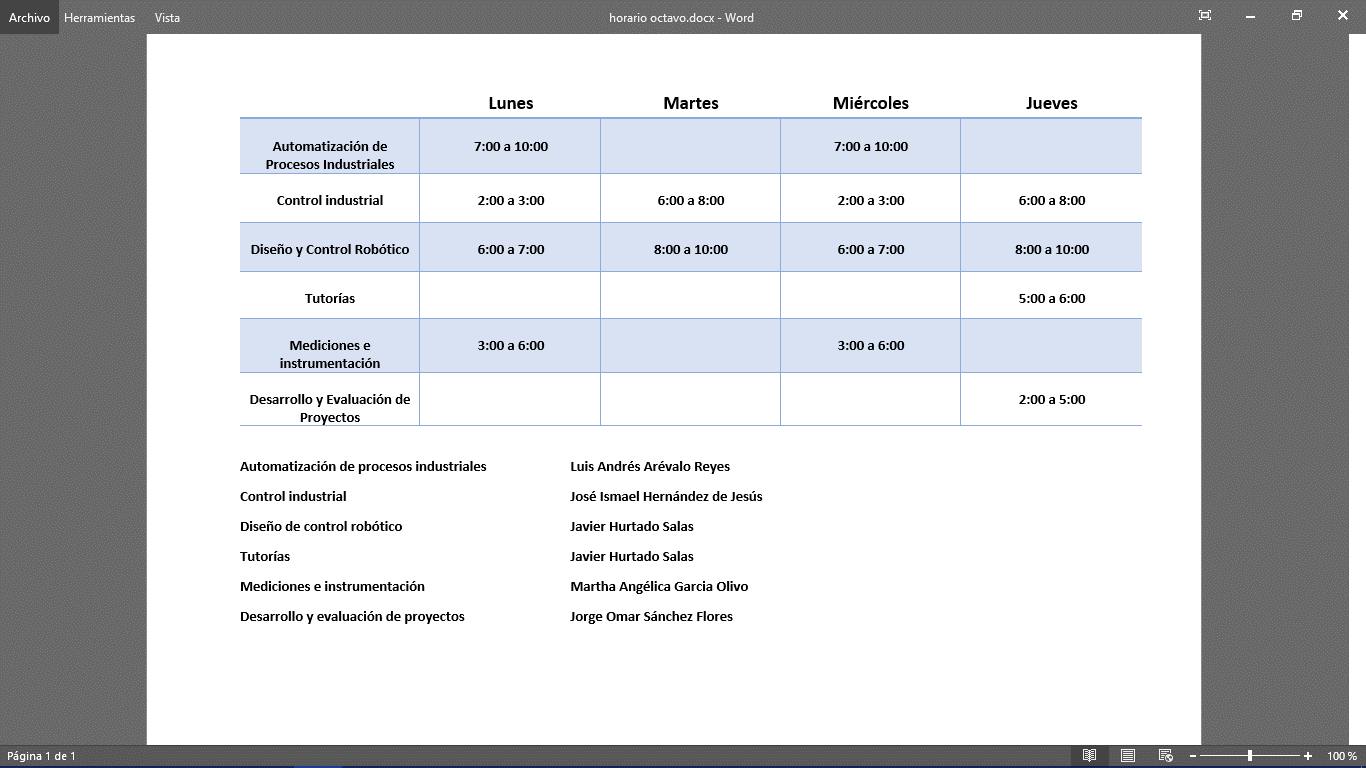 Archivo Herramientas Vista horario octavo.docx - Word
Lunes Martes Miércoles Jueves
Automatización de
Procesos Industriales
7:00 a 10:00 7:00 a 10:00
Control industrial 2:00 a 3:00 6:00 a 8:00 2:00 a 3:00 6:00 a 8:00
Diseño y Control Robótico 6:00 a 7:00 8:00 a 10:00 6:00 a 7:00 8:00 a 10:00
Tutorías 5:00 a 6:00
Mediciones e
instrumentación
3:00 a 6:00 3:00 a 6:00
Desarrollo y Evaluación de
Proyectos
2:00 a 5:00
Automatización de procesos industriales Luis Andrés Arévalo Reyes
Control industrial José Ismael Hernández de Jesús
Diseño de control robótico Javier Hurtado Salas
Tutorías Javier Hurtado Salas
Mediciones e instrumentación Martha Angélica Garcia Olivo
Desarrollo y evaluación de proyectos Jorge Omar Sánchez Flores
Página 1 de 1 100 %